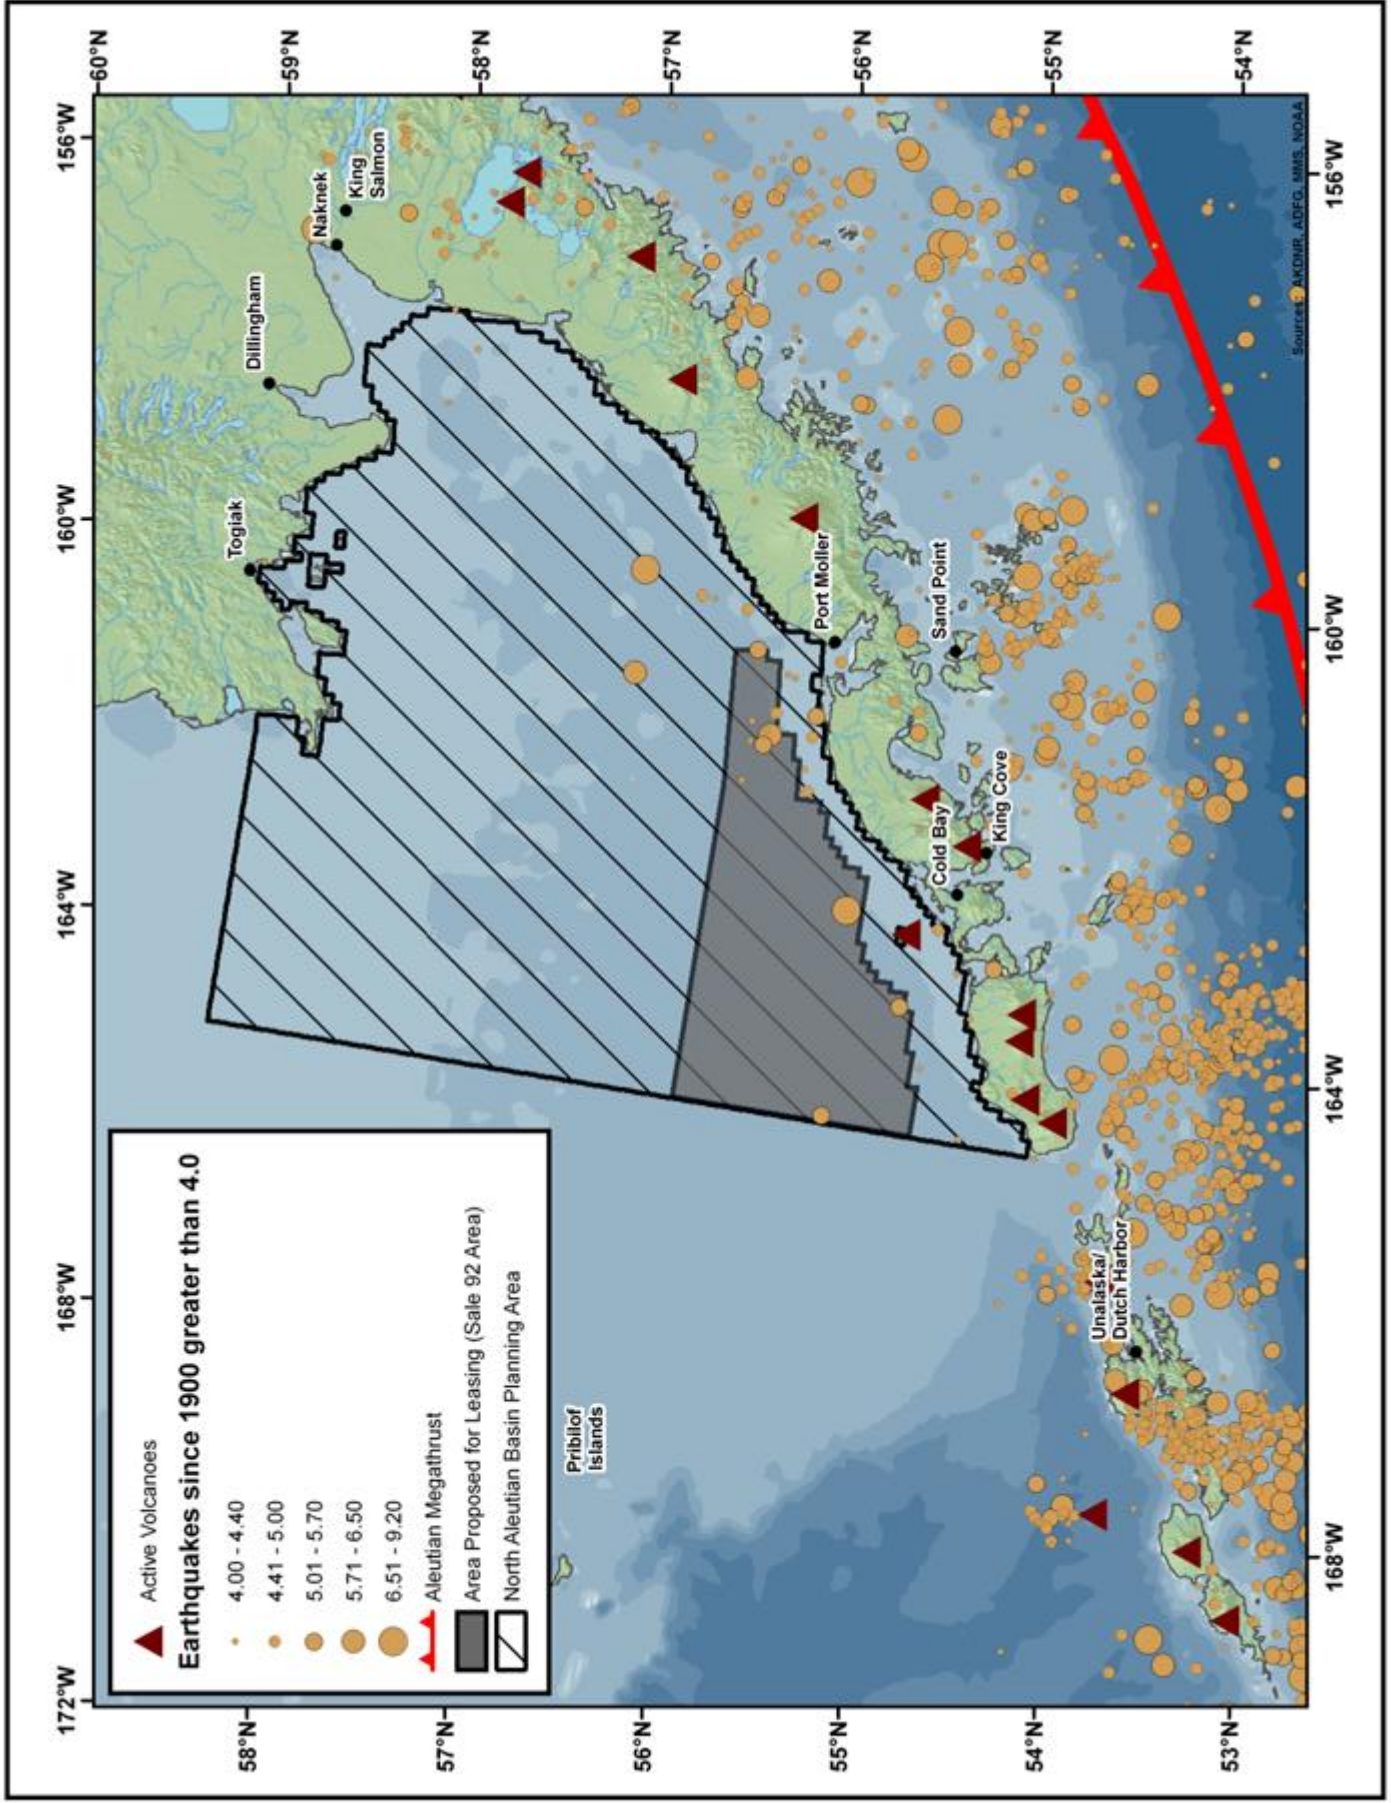 172°W
168°W
164°W
160°W
156°W
60°N
59°N
58°N
57°N
56°N
55°N
54°N
58°N
57°N
56°N
55°N
54°N
53°N
168°W
164°W
160°W
156°W
Active Volcanoes
Earthquakes since 1900 greater than 4.0
4.00 - 4.40
4.41 - 5.00
5.01 - 5.70
5.71 - 6.50
6.51 - 9.20
Aleutian Megathrust
Area Proposed for Leasing (Sale 92 Area)
North Aleutian Basin Planning Area
Togiak
Dillingham
Naknek
King
Salmon
Port Moller
Sand Point
Cold Bay
King Cove
Pribilof
Islands
Unalaska/
Dutch Harbor
Sources: AKDNR, ADFG, MMS, NOAA